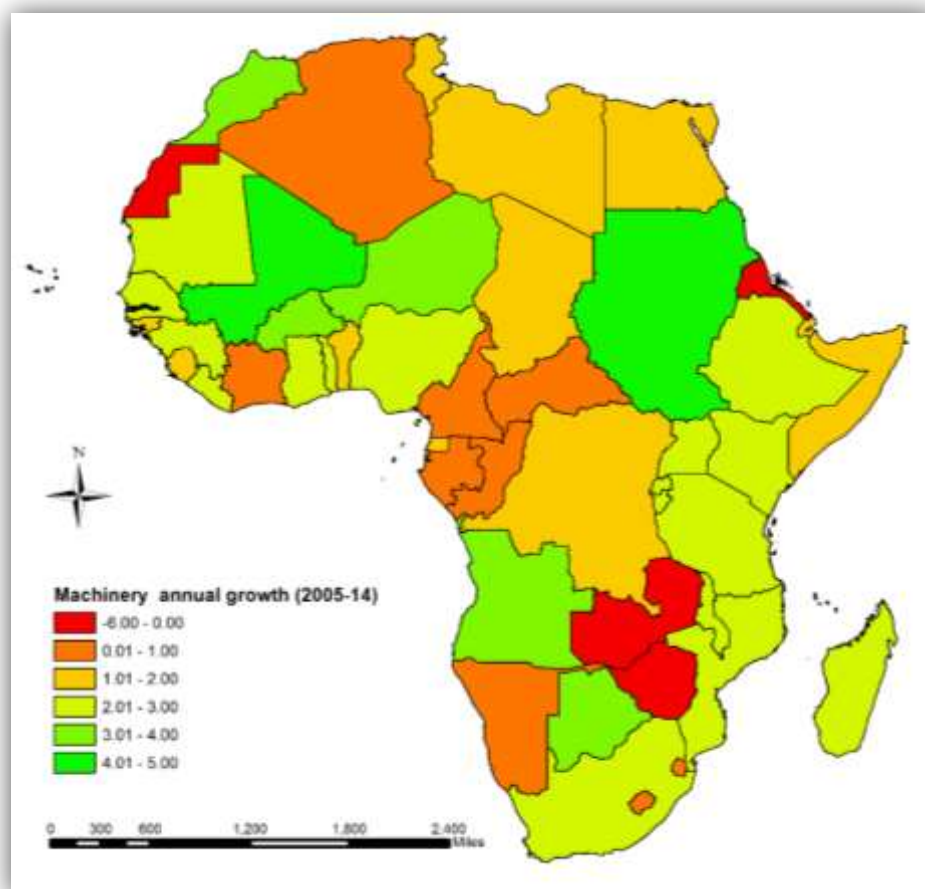 N
Machinery annual growth (2005-14)
-6.00 - 0.00
0.01 - 1.00
1.01 - 2.00
2.01 - 3.00
3.01 - 4.00
4.01 - 5.00
0 300 600 1,200 1,800 2,400
Miles